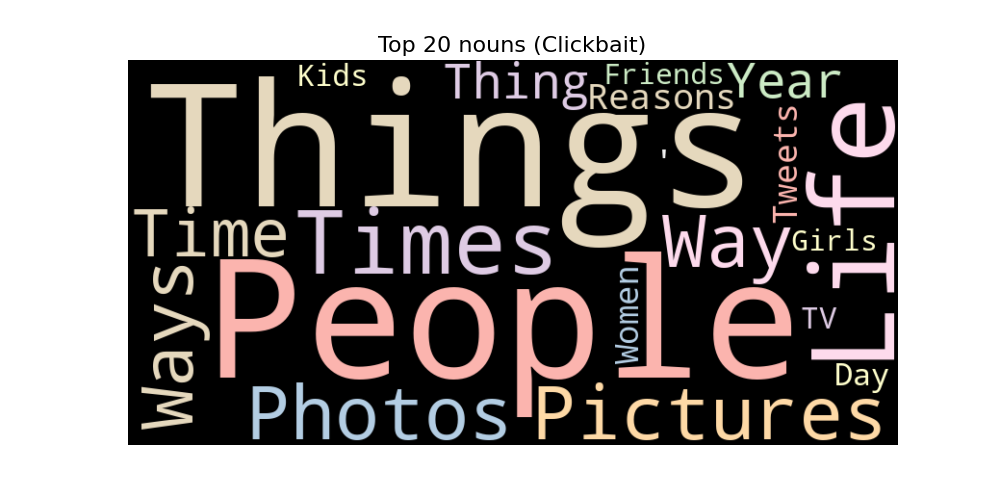 Top 20 nouns (Clickbait)
Kids
Thing
Friends
Year
Reasons
Things
'
Tweets
Life
Time
Times
Way
Girls
Ways
People
Women
TV
Day
Photos
Pictures